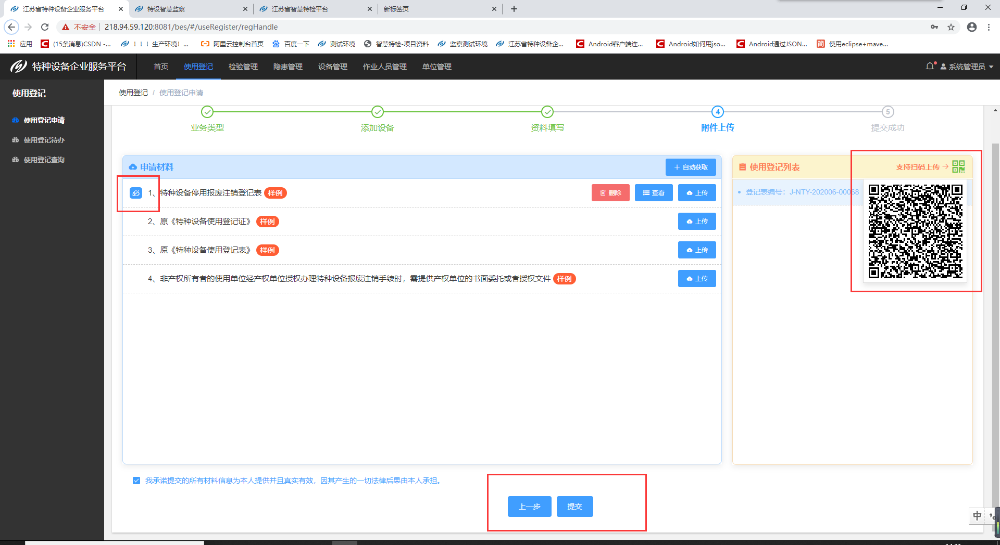 江苏省特种设备企业服务平台
特设智慧监察
江苏省智慧特检平台
新标签页
不安全 218.94.59.120:8081/bes/#/useRegister/regHandle
应用
(15条消息)CSDN -...
！！！生产环境！...
阿里云控制台首页
百度一下
测试环境
智慧特检-项目资料
监察测试环境
江苏省特种设备企...
Android客户端连...
Android如何用jso...
Android通过JSON...
简 使用eclipse+mave...
特种设备企业服务平台
首页
使用登记
检验管理
隐患管理
设备管理
作业人员管理
单位管理
系统管理员
使用登记
使用登记申请
使用登记待办
使用登记查询
使用登记 / 使用登记申请
业务类型
添加设备
资料填写
4
附件上传
5
提交成功
申请材料
自动获取
必 1、特种设备停用报废注销登记表 样例
删除
查看
上传
2、原《特种设备使用登记证》 样例
上传
3、原《特种设备使用登记表》 样例
上传
4、非产权所有者的使用单位经产权单位授权办理特种设备报废注销手续时，需提供产权单位的书面委托或者授权文件 样例
上传
使用登记列表
支持扫码上传
登记表编号：J-NTY-202006-00068
我承诺提交的所有材料信息为本人提供并且真实有效，因其产生的一切法律后果由本人承担。
上一步
提交
中